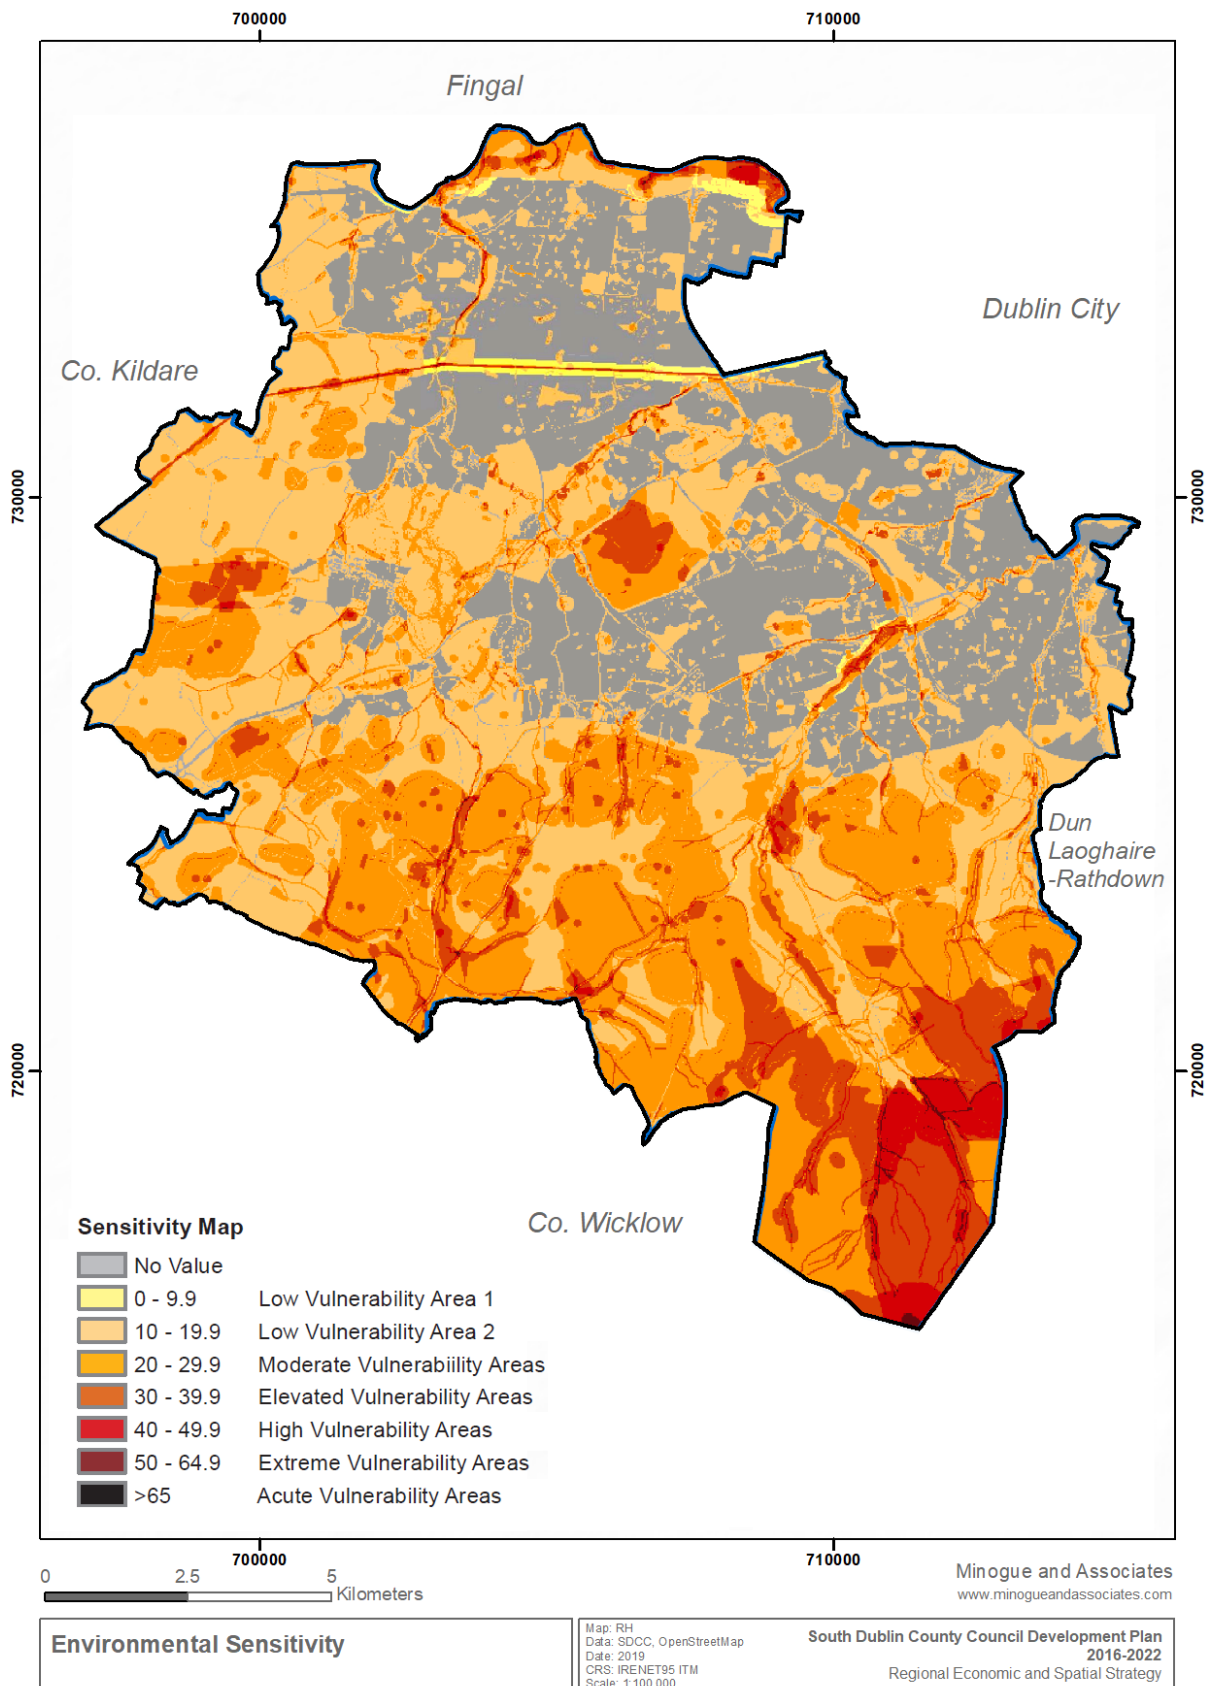 700000
710000
Fingal
Dublin City
Co. Kildare
730000
730000
Dun
Laoghaire
-Rathdown
720000
720000
Co. Wicklow
Sensitivity Map
No Value
0 - 9.9 Low Vulnerability Area 1
10 - 19.9 Low Vulnerability Area 2
20 - 29.9 Moderate Vulnerabiility Areas
30 - 39.9 Elevated Vulnerability Areas
40 - 49.9 High Vulnerability Areas
50 - 64.9 Extreme Vulnerability Areas
>65 Acute Vulnerability Areas
700000
710000
0 2.5 5
Kilometers
Minogue and Associates
www.minogueandassociates.com
Environmental Sensitivity
Map: RH
Data: SDCC, OpenStreetMap
Date: 2019
CRS: IRENET95 ITM
Scale: 1:100,000
South Dublin County Council Development Plan
2016-2022
Regional Economic and Spatial Strategy